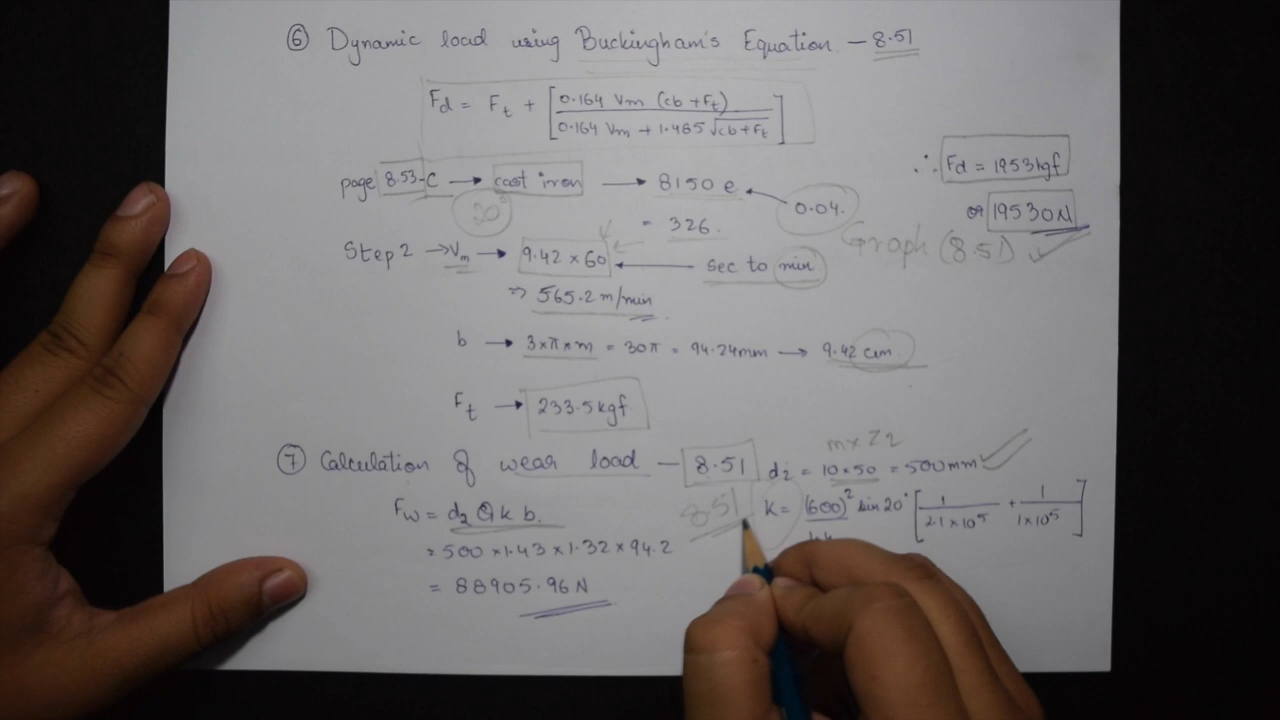 ⑥ Dynamic load using Buckingham's Equation - 8.51
Fd = Ft + [0.164 Vm (cb + Ft) / 0.164 Vm + 1.485 √cb + Ft]
page 8.53 - C → cast iron → 8150 e ← 0.04.
20°
= 326.
∴ Fd = 1953 kgf
or 19530N
Graph (8.51) ✓
Step 2 → Vm → 9.42 × 60 ← sec to min
⇒ 565.2 m/min
b → 3×π×m = 30π = 94.24mm → 9.42 cm.
Ft → 233.5 kgf
⑦ Calculation of wear load - 8.51
m × Z2
d2 = 10×50 = 500mm ✓
Fw = d2 Q k b.
= 500 × 1.43 × 1.32 × 94.2
= 88905.96 N
8.51
K = (600)² sin 20° [1 / 2.1×10⁵ + 1 / 1×10⁵]